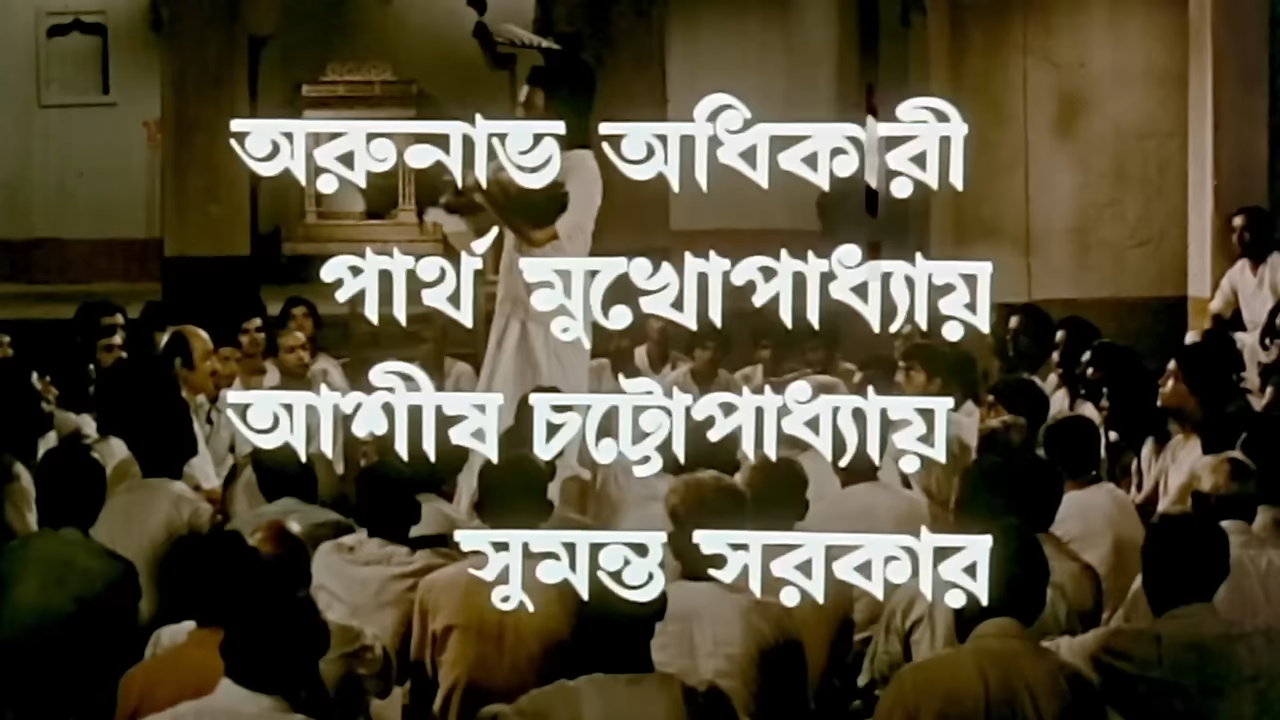 অরুনাভ অধিকারী
পার্থ মুখোপাধ্যায়
আশীষ চট্টোপাধ্যায়
সুমন্ত সরকার